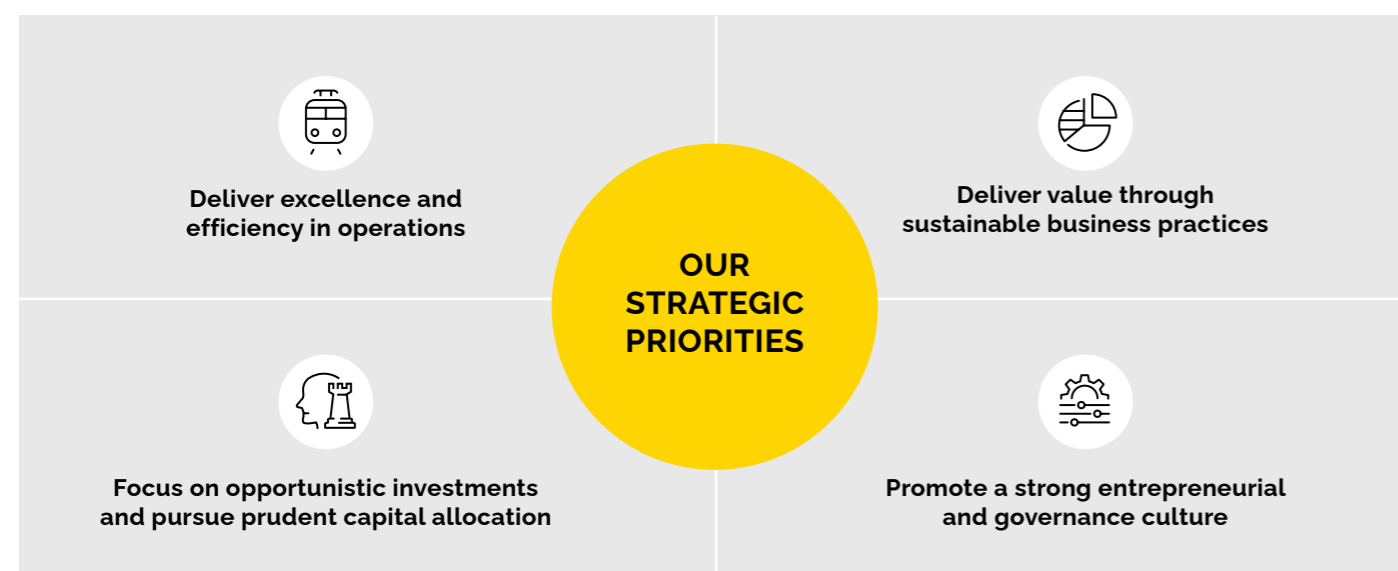 Deliver excellence and
efficiency in operations
Deliver value through
sustainable business practices
OUR
STRATEGIC
PRIORITIES
Focus on opportunistic investments
and pursue prudent capital allocation
Promote a strong entrepreneurial
and governance culture